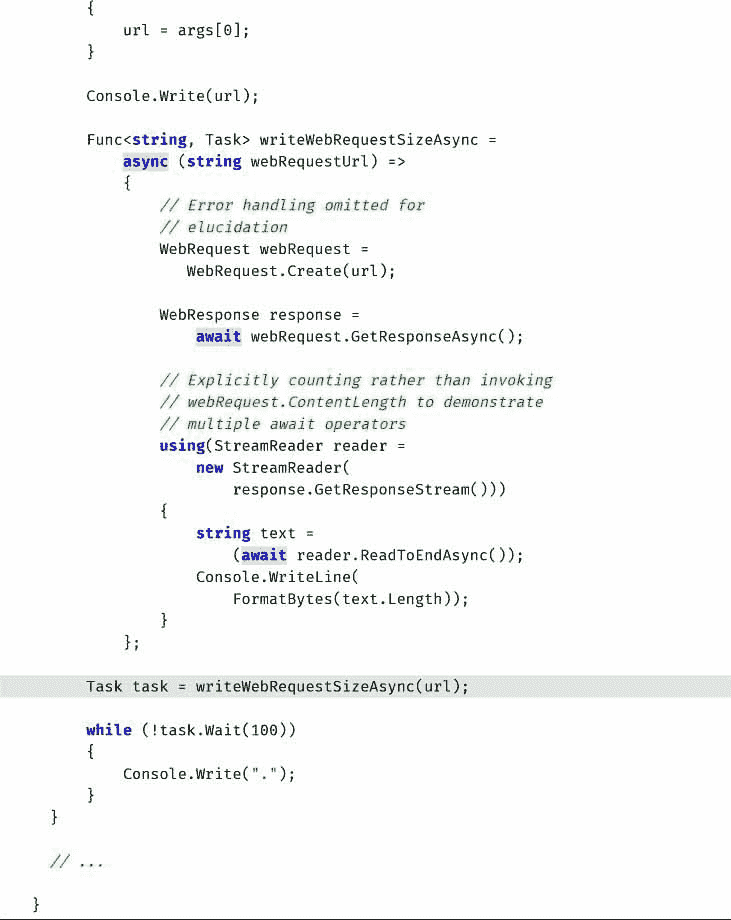 {
url = args[0];
}
Console.Write(url);
Func<string, Task> writeWebRequestSizeAsync =
async (string webRequestUrl) =>
{
// Error handling omitted for
// elucidation
WebRequest webRequest =
WebRequest.Create(url);
WebResponse response =
await webRequest.GetResponseAsync();
// Explicitly counting rather than invoking
// webRequest.ContentLength to demonstrate
// multiple await operators
using(StreamReader reader =
new StreamReader(
response.GetResponseStream()))
{
string text =
(await reader.ReadToEndAsync());
Console.WriteLine(
FormatBytes(text.Length));
}
};
Task task = writeWebRequestSizeAsync(url);
while (!task.Wait(100))
{
Console.Write(".");
}
}
// ...
}